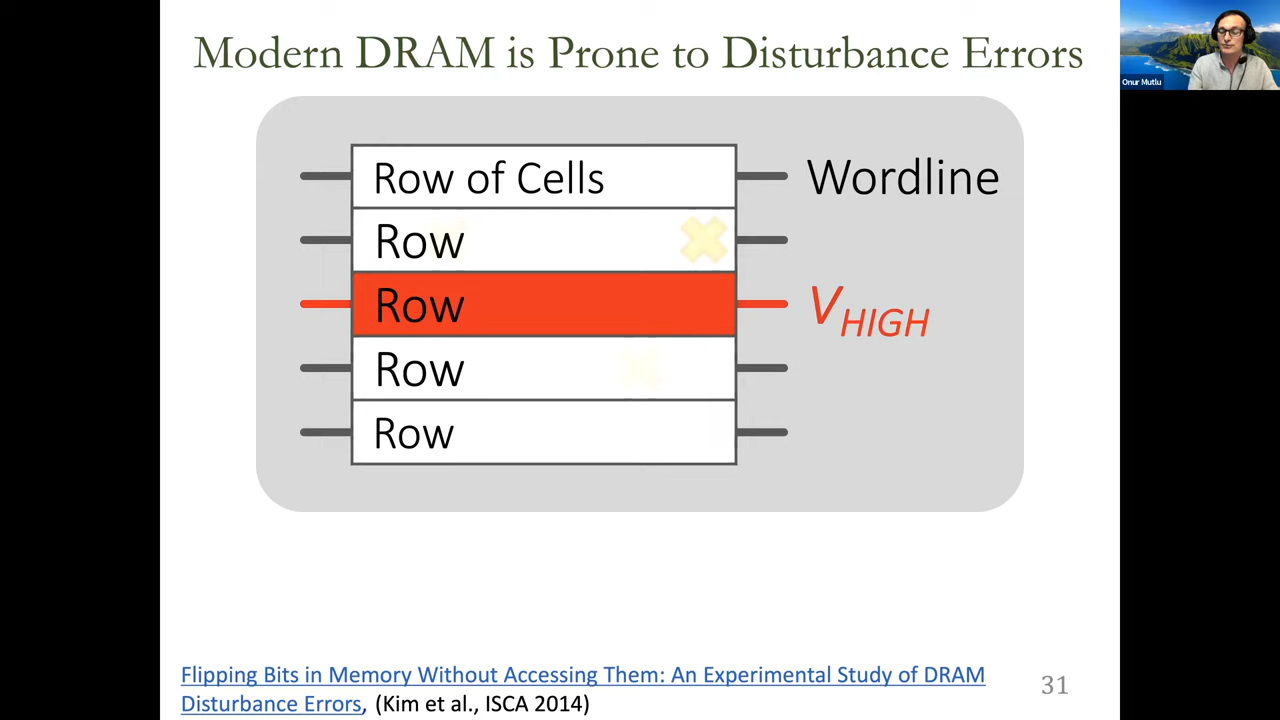 Modern DRAM is Prone to Disturbance Errors
Onur Mutlu
Row of Cells
Wordline
Row
Row
VHIGH
Row
Row
Flipping Bits in Memory Without Accessing Them: An Experimental Study of DRAM
Disturbance Errors, (Kim et al., ISCA 2014)
31